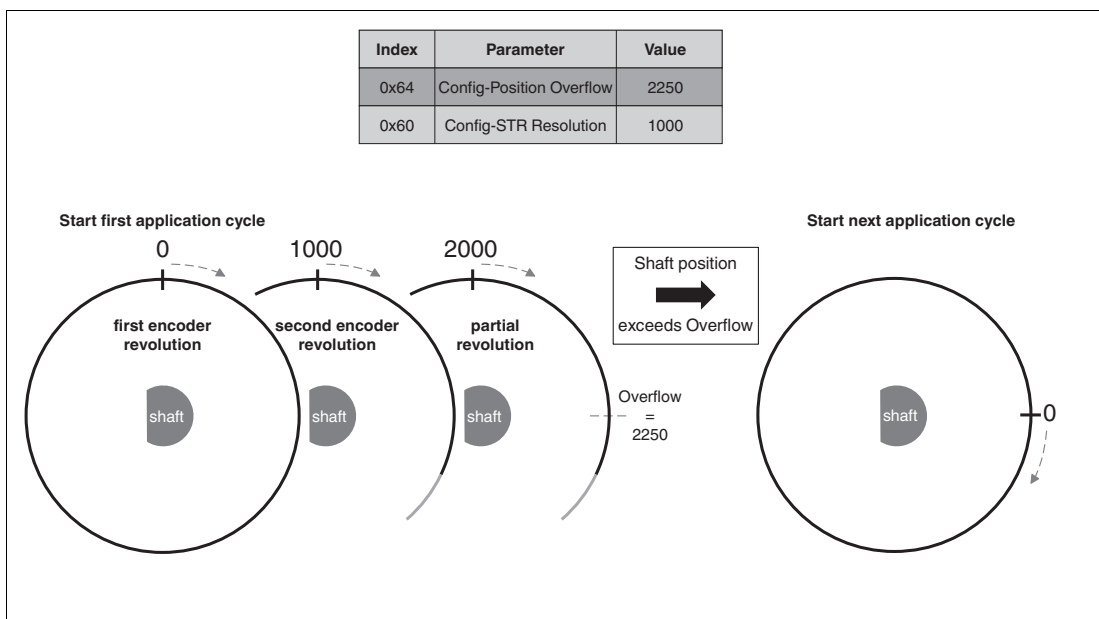 Index Parameter Value
0x64 Config-Position Overflow 2250
0x60 Config-STR Resolution 1000
Start first application cycle
0
1000
2000
first encoder
revolution
second encoder
revolution
partial
revolution
shaft
shaft
shaft
Overflow
=
2250
Shaft position
exceeds Overflow
Start next application cycle
shaft
0